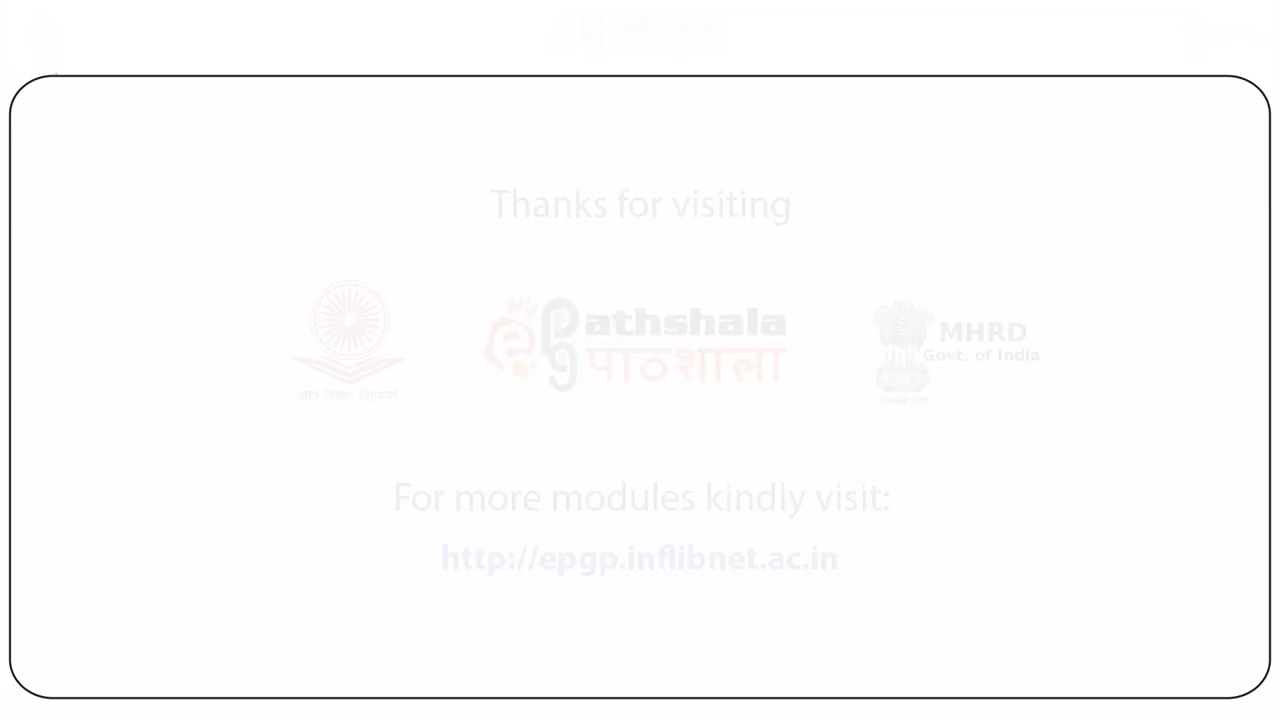 Thanks for visiting
epg athshala
पाठशाला
MHRD
Govt. of India
For more modules kindly visit:
http://epgp.inflibnet.ac.in